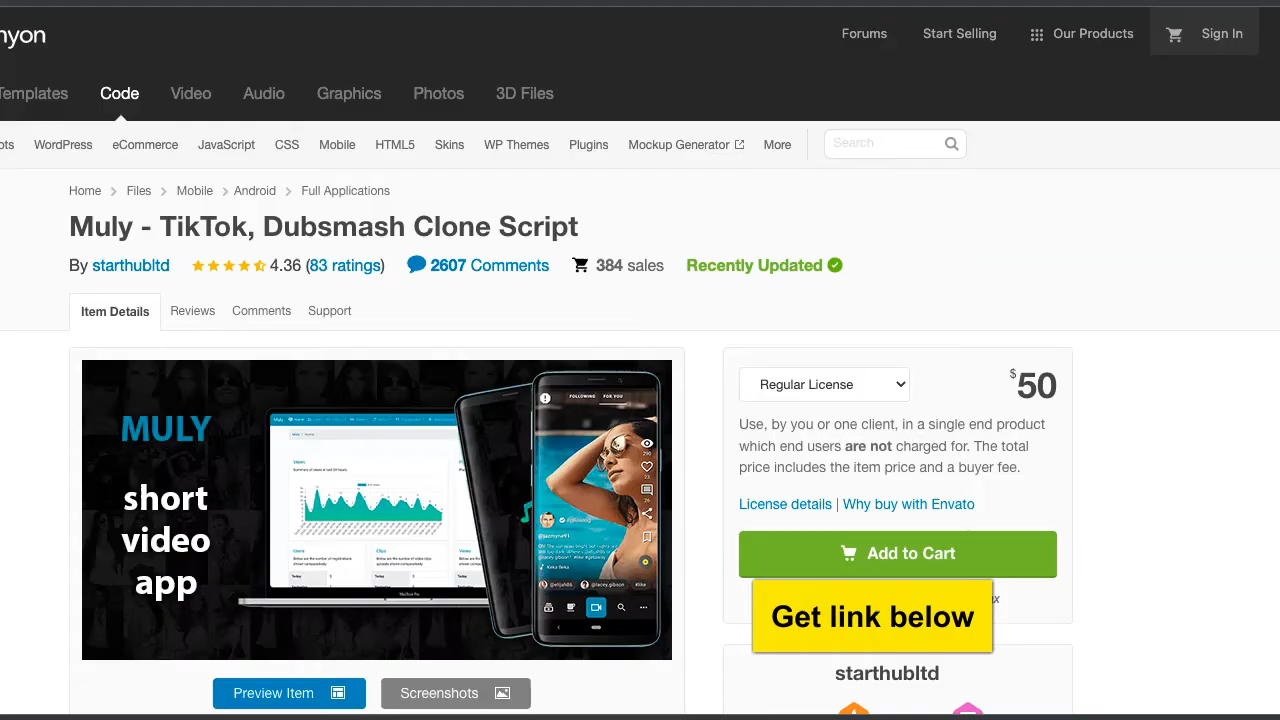 nyon
Forums
Start Selling
Our Products
Sign In
Templates
Code
Video
Audio
Graphics
Photos
3D Files
WordPress
eCommerce
JavaScript
CSS
Mobile
HTML5
Skins
WP Themes
Plugins
Mockup Generator
More
Search
Home
Files
Mobile
Android
Full Applications
Muly - TikTok, Dubsmash Clone Script
By starthubltd
4.36 (83 ratings)
2607 Comments
384 sales
Recently Updated
Item Details
Reviews
Comments
Support
MULY
short
video
app
FOLLOWING
FOR YOU
Views
Regular License
$50
Use, by you or one client, in a single end product
which end users are not charged for. The total
price includes the item price and a buyer fee.
License details | Why buy with Envato
Add to Cart
Get link below
starthubltd
Preview Item
Screenshots